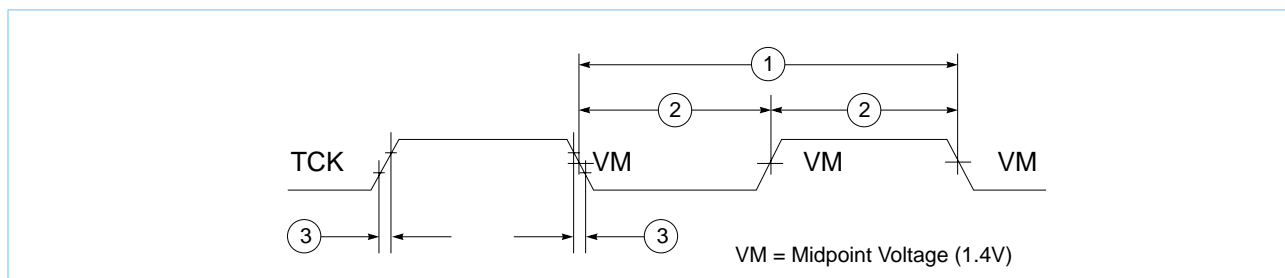 1
2 2
TCK VM VM VM
3 3
VM = Midpoint Voltage (1.4V)